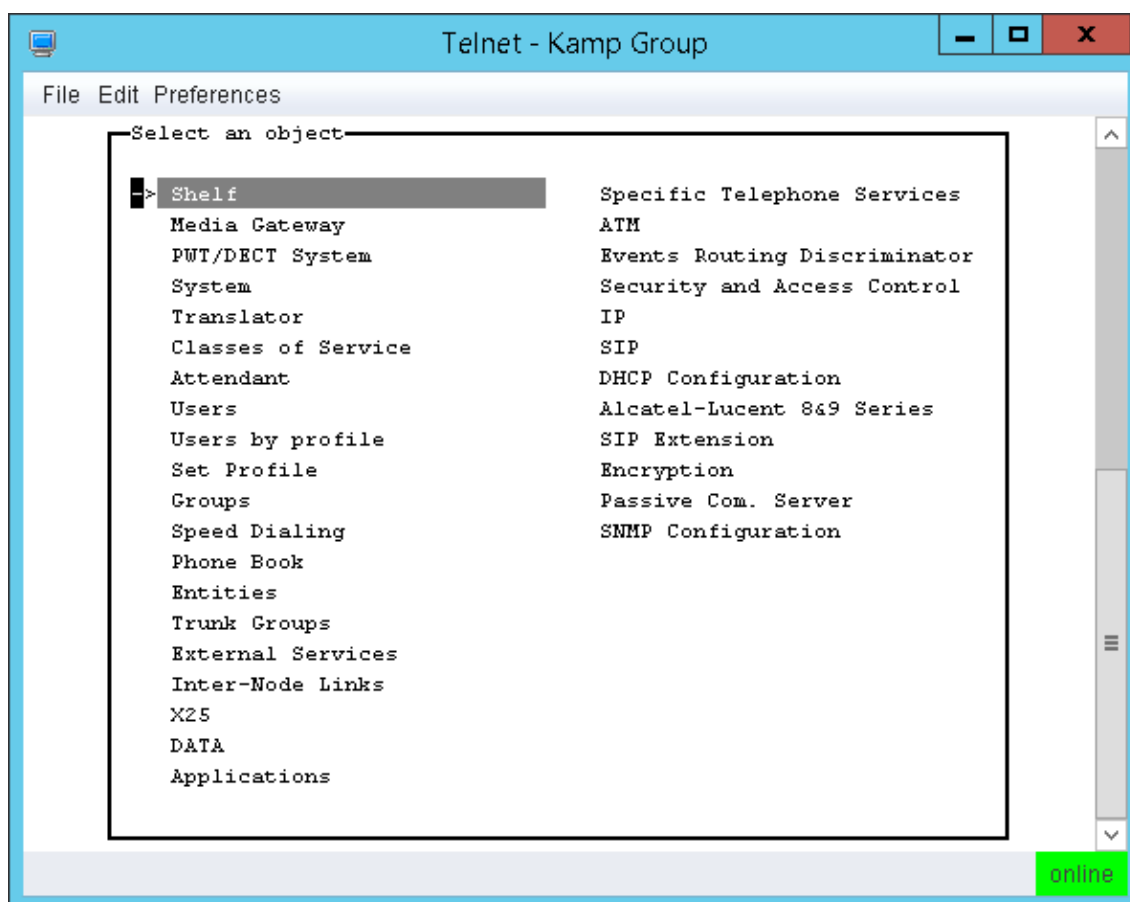 Telnet - Kamp Group
File Edit Preferences
Select an object
-> Shelf
Media Gateway
PWT/DECT System
System
Translator
Classes of Service
Attendant
Users
Users by profile
Set Profile
Groups
Speed Dialing
Phone Book
Entities
Trunk Groups
External Services
Inter-Node Links
X25
DATA
Applications
Specific Telephone Services
ATM
Events Routing Discriminator
Security and Access Control
IP
SIP
DHCP Configuration
Alcatel-Lucent 8&9 Series
SIP Extension
Encryption
Passive Com. Server
SNMP Configuration
online